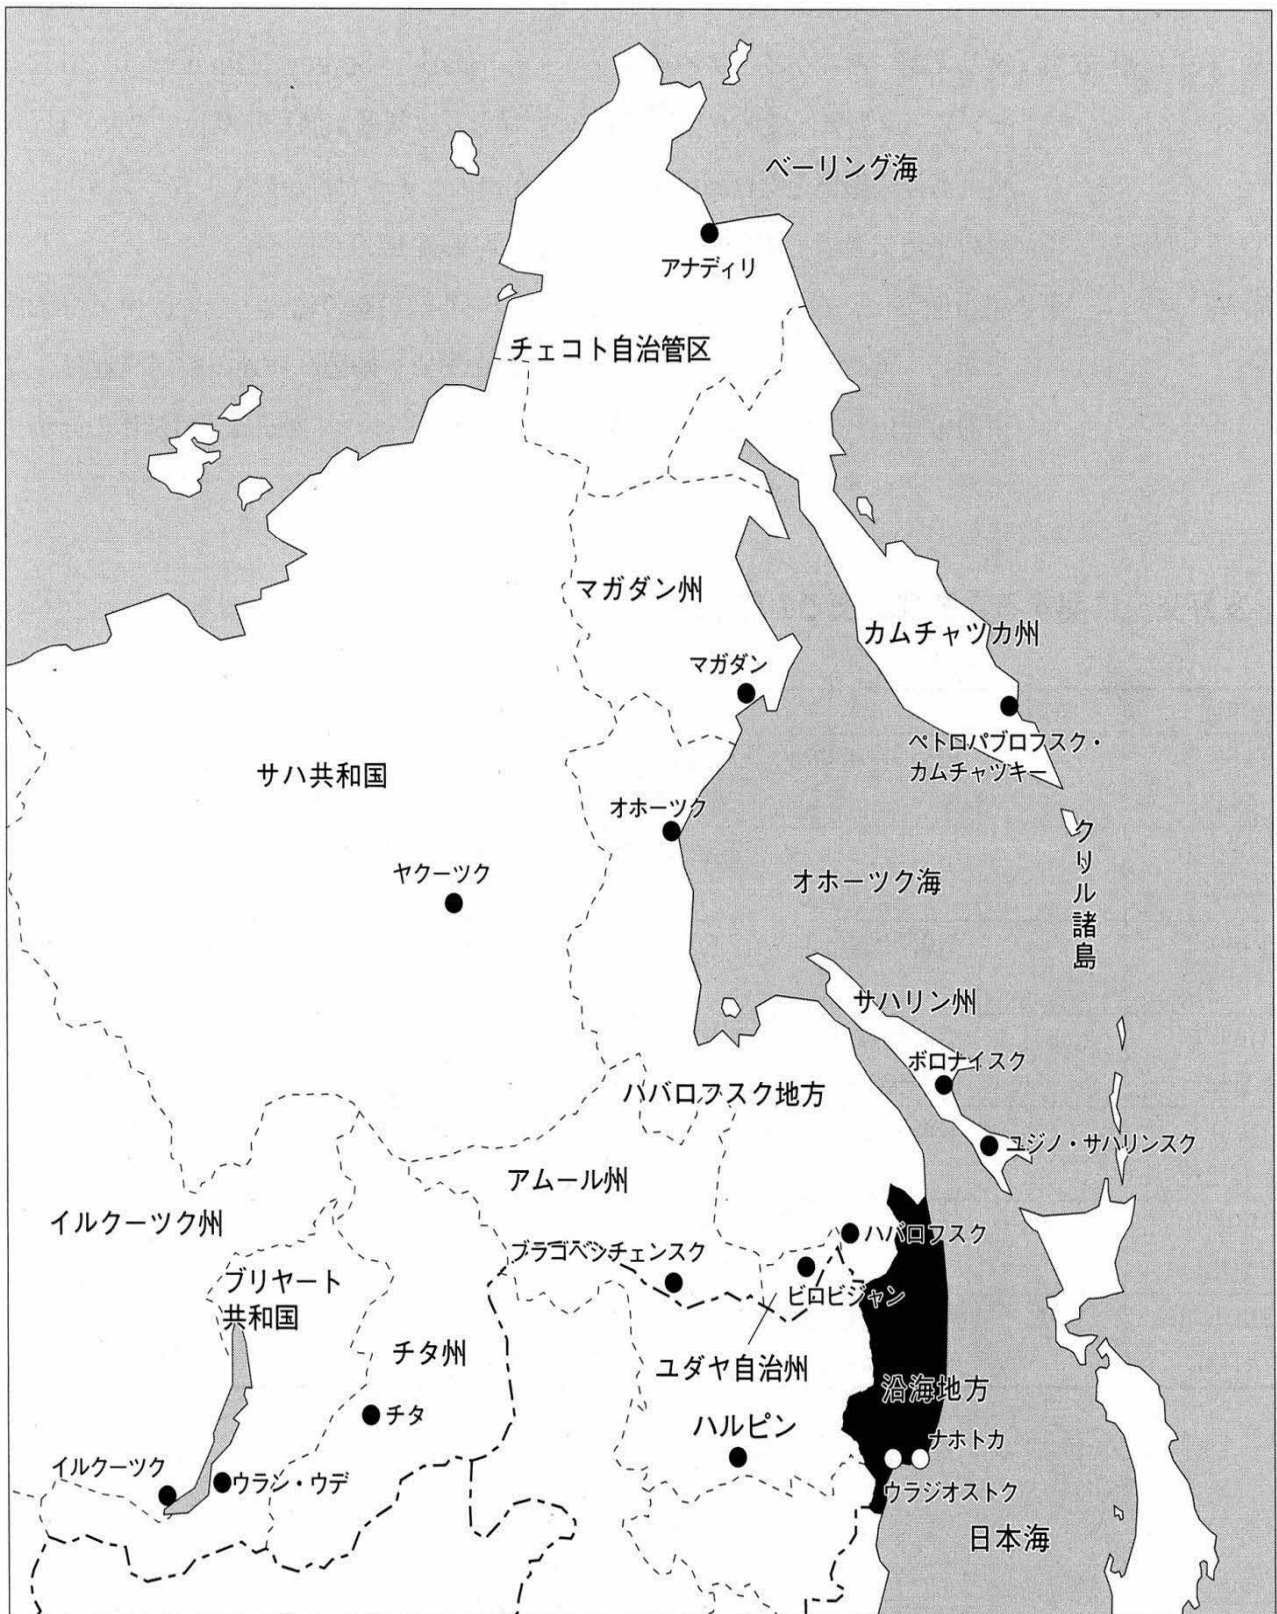 ベーリング海
アナディリ
チェコト自治管区
マガダン州
カムチャツカ州
マガダン
ペトロパブロフスク・
カムチャツキー
サハ共和国
オホーツク
クリル諸島
ヤクーツク
オホーツク海
サハリン州
ボロナイスク
ハバロフスク地方
ユジノ・サハリンスク
アムール州
イルクーツク州
ハバロフスク
ブラゴベシチェンスク
ブリヤート
共和国
ビロビジャン
チタ州
ユダヤ自治州
沿海地方
チタ
ハルピン
ナホトカ
イルクーツク
ウラン・ウデ
ウラジオストク
日本海